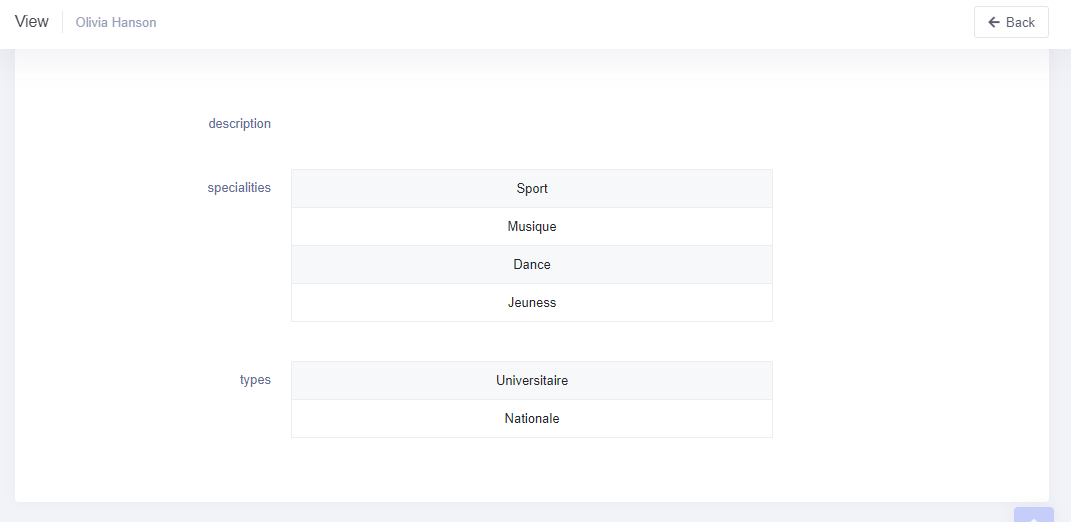 View
Olivia Hanson
Back
description
specialities
Sport
Musique
Dance
Jeuness
types
Universitaire
Nationale